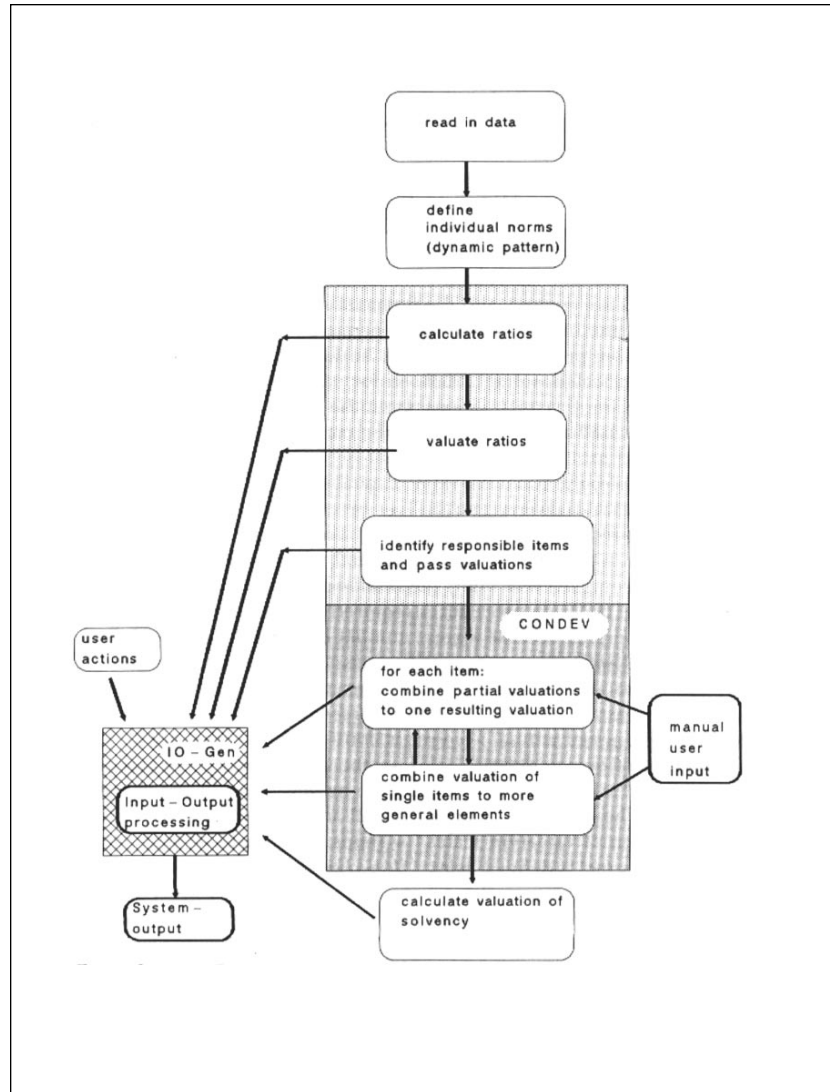 read in data
define
individual norms
(dynamic pattern)
calculate ratios
valuate ratios
identify responsible items
and pass valuations
CONDEV
user
actions
for each item:
combine partial valuations
to one resulting valuation
manual
user
input
IO – Gen
Input – Output
processing
combine valuation of
single items to more
general elements
System –
output
calculate valuation of
solvency